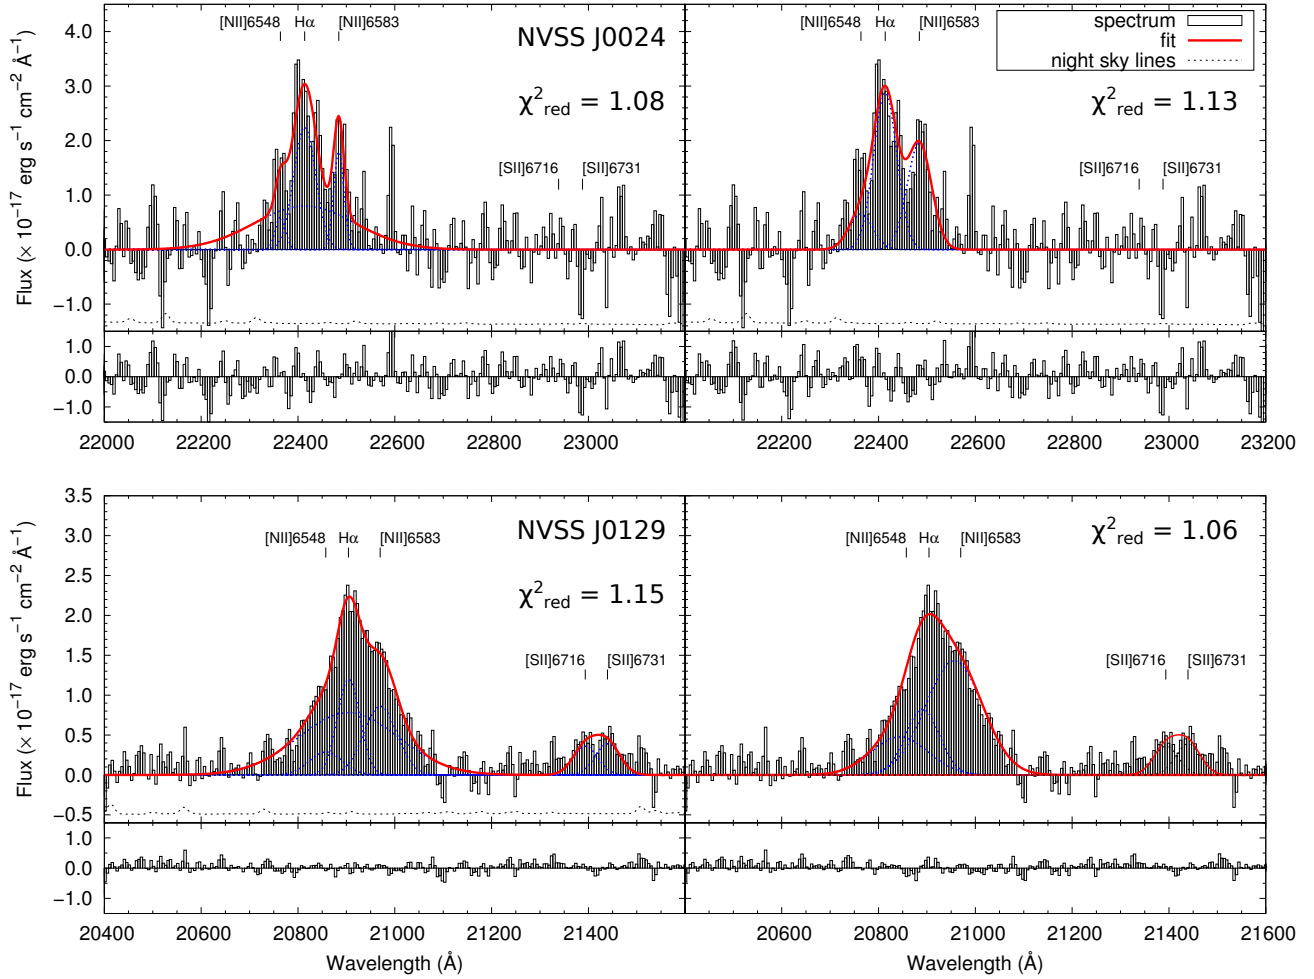 [NII]6548 Hα [NII]6583
NVSS J0024
χ²red = 1.08
[SII]6716 [SII]6731
[NII]6548 Hα [NII]6583
spectrum
fit
night sky lines
χ²red = 1.13
[SII]6716 [SII]6731
Flux (× 10⁻¹⁷ erg s⁻¹ cm⁻² Å⁻¹)
4.0
3.0
2.0
1.0
0.0
−1.0
1.0
0.0
−1.0
22000 22200 22400 22600 22800 23000
22200 22400 22600 22800 23000 23200
[NII]6548 Hα [NII]6583
NVSS J0129
χ²red = 1.15
[SII]6716 [SII]6731
[NII]6548 Hα [NII]6583
χ²red = 1.06
[SII]6716 [SII]6731
Flux (× 10⁻¹⁷ erg s⁻¹ cm⁻² Å⁻¹)
3.5
3.0
2.5
2.0
1.5
1.0
0.5
0.0
−0.5
1.0
0.0
−1.0
20400 20600 20800 21000 21200 21400
20600 20800 21000 21200 21400 21600
Wavelength (Å)
Wavelength (Å)